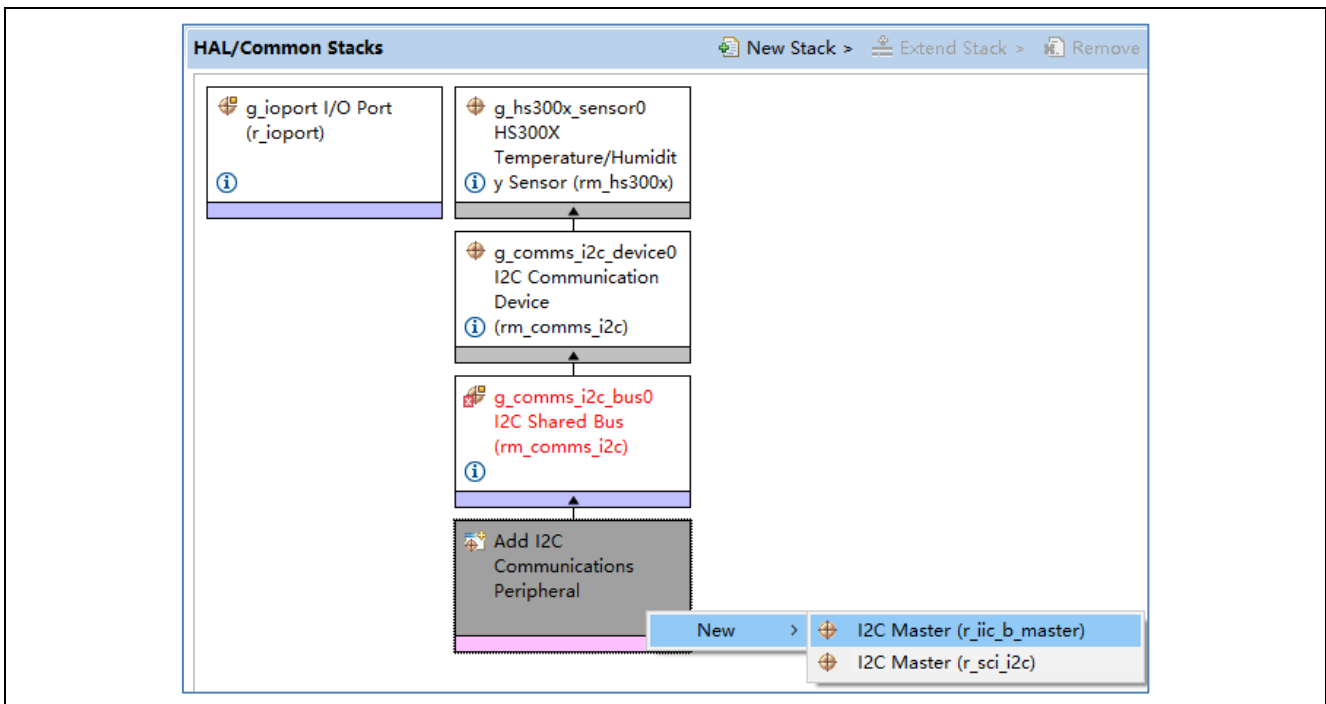 HAL/Common Stacks
New Stack >
Extend Stack >
Remove
g_ioport I/O Port
(r_ioport)
g_hs300x_sensor0
HS300X
Temperature/Humidit
y Sensor (rm_hs300x)
g_comms_i2c_device0
I2C Communication
Device
(rm_comms_i2c)
g_comms_i2c_bus0
I2C Shared Bus
(rm_comms_i2c)
Add I2C
Communications
Peripheral
New >
I2C Master (r_iic_b_master)
I2C Master (r_sci_i2c)